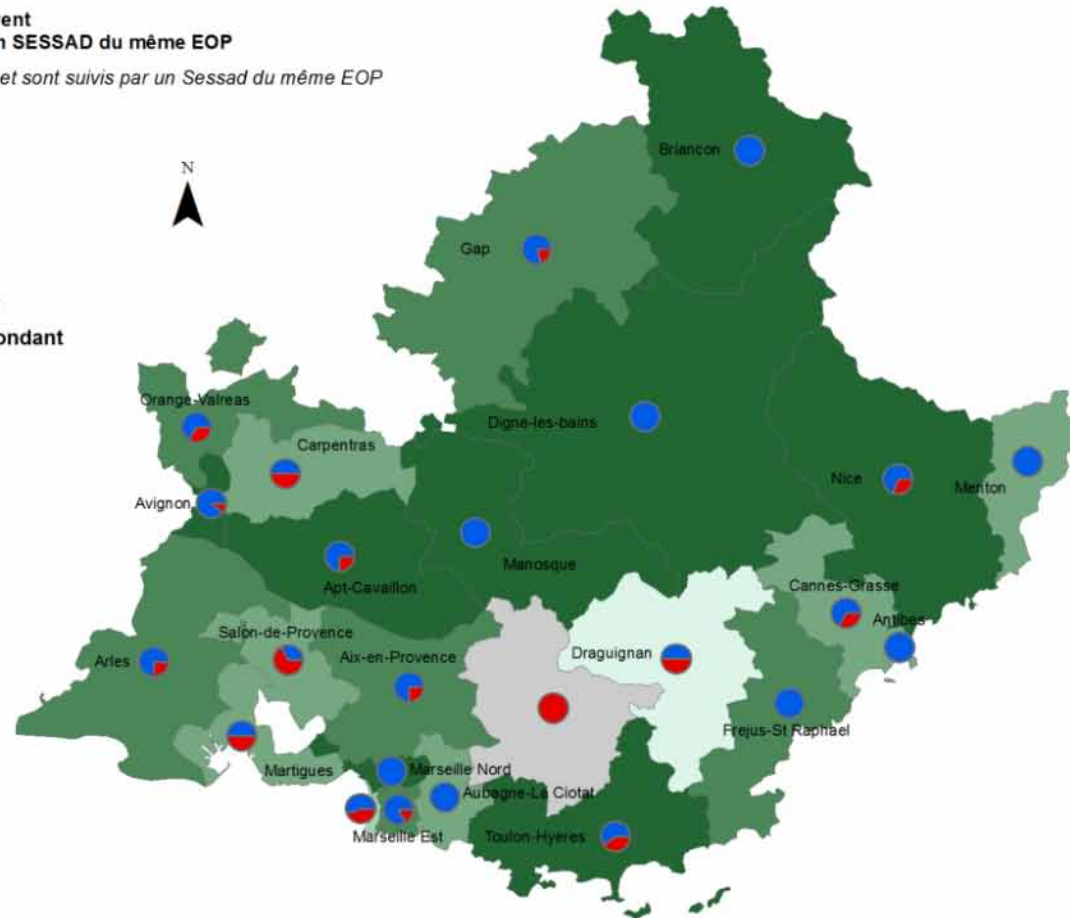 ent
n SESSAD du même EOP
et sont suivis par un Sessad du même EOP
N
Briançon
Gap
ondant
Orange-Valreas
Carpentras
Digne-les-bains
Nice
Menton
Avignon
Manosque
Apt-Cavaillon
Cannes-Grasse
Antibes
Salon-de-Provence
Aix-en-Provence
Draguignan
Arles
Frejus-St Raphael
Martigues
Marseille Nord
Aubagne-La Ciotat
Marseille Est
Toulon-Hyeres